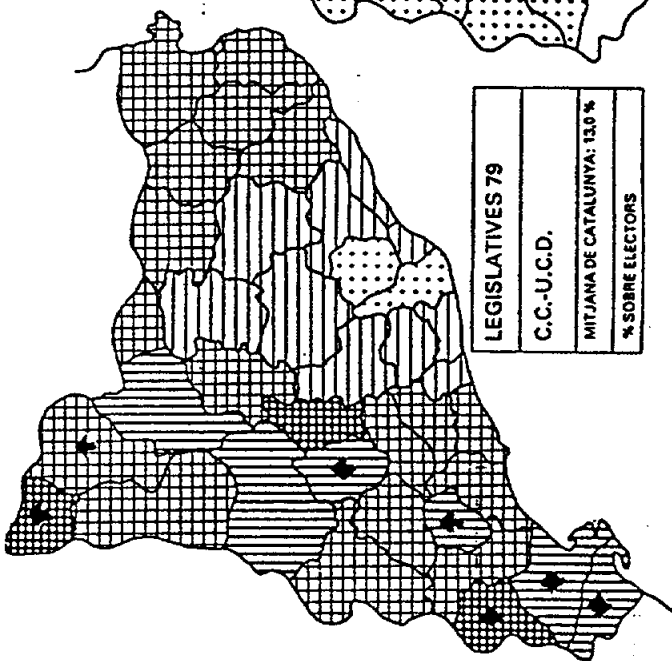 LEGISLATIVES 79
C.C.-U.C.D.
MITJANA DE CATALUNYA: 13,0 %
% SOBRE ELECTORS